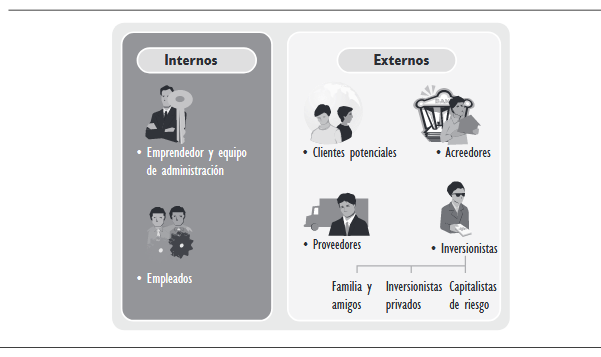 Internos
• Emprendedor y equipo
de administración
• Empleados
Externos
• Clientes potenciales
• Acreedores
• Proveedores
• Inversionistas
Familia y
amigos
Inversionistas
privados
Capitalistas
de riesgo